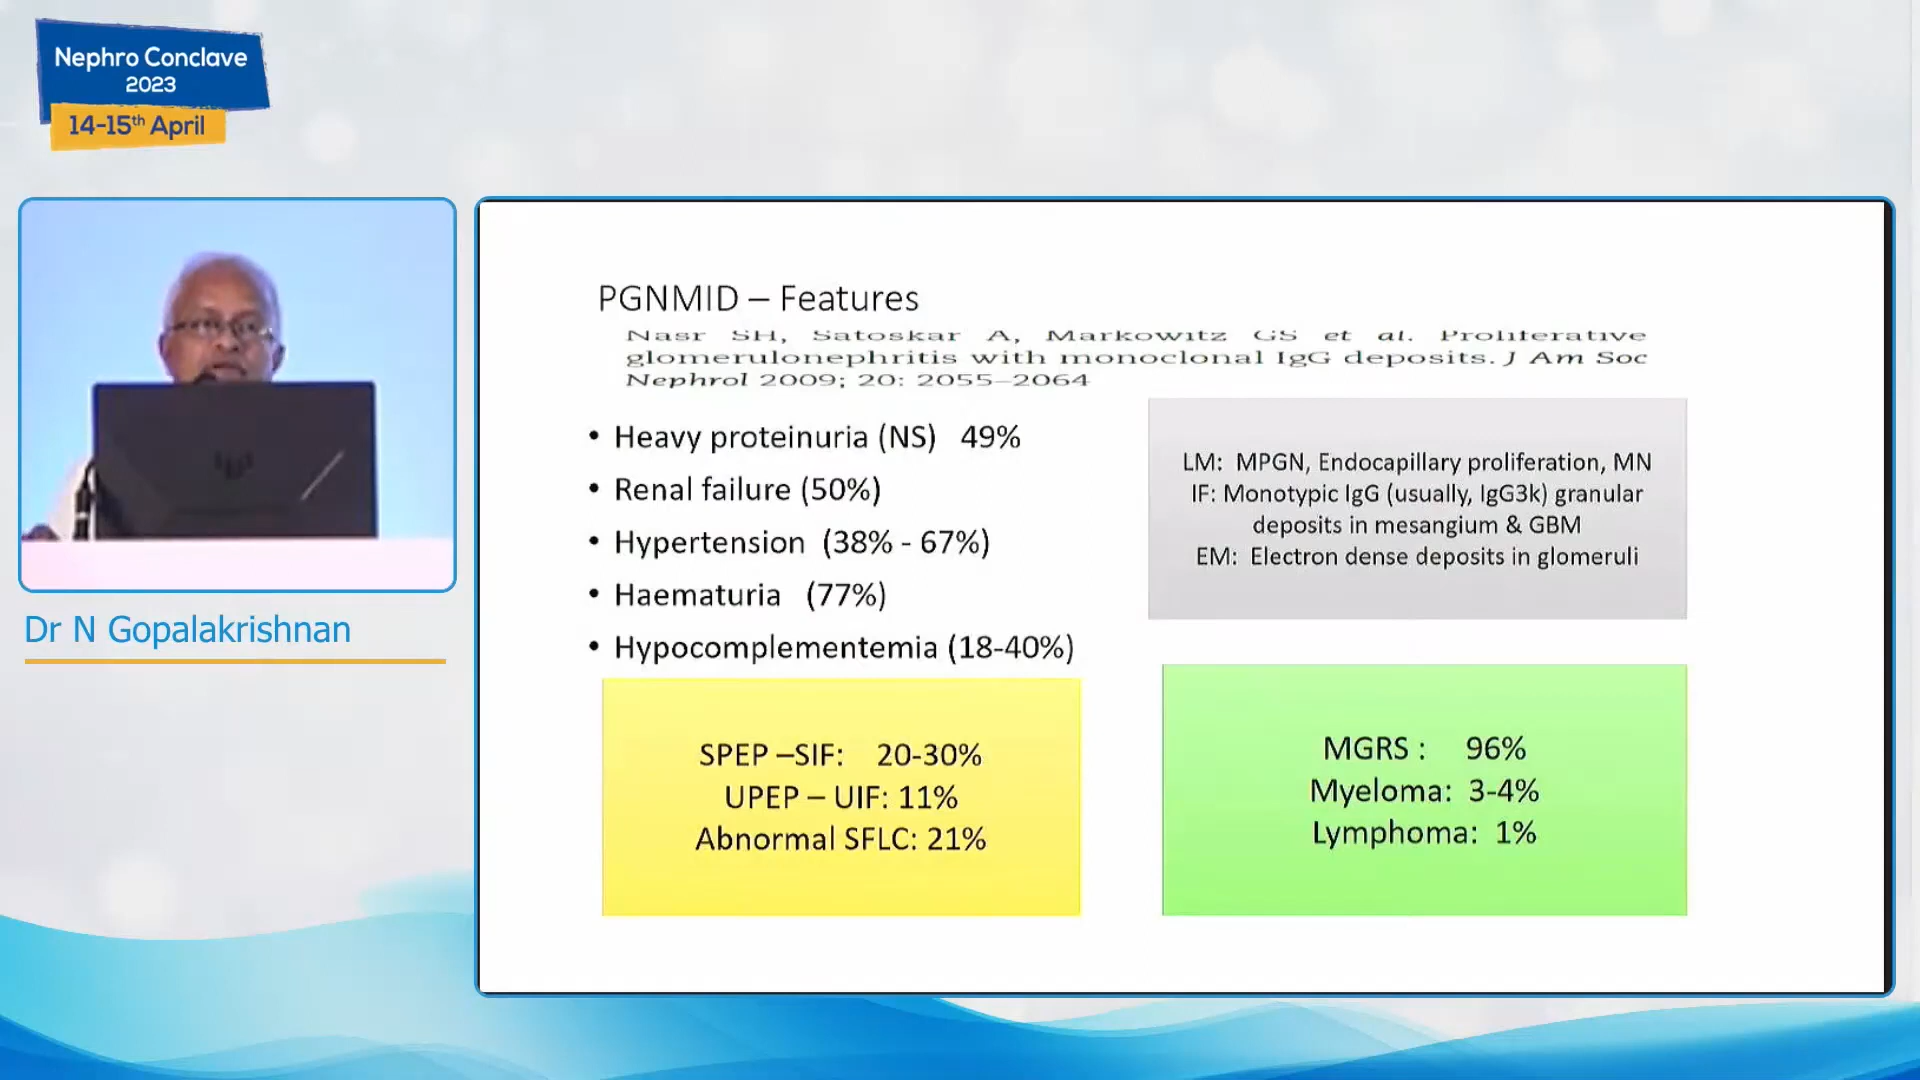 Nephro Conclave
2023
14-15th April
Dr N Gopalakrishnan
PGNMID – Features
Nasr SH, Satoskar A, Markowitz GS et al. Proliferative
glomerulonephritis with monoclonal IgG deposits. J Am Soc
Nephrol 2009; 20: 2055–2064
• Heavy proteinuria (NS) 49%
• Renal failure (50%)
• Hypertension (38% - 67%)
• Haematuria (77%)
• Hypocomplementemia (18-40%)
LM: MPGN, Endocapillary proliferation, MN
IF: Monotypic IgG (usually, IgG3k) granular
deposits in mesangium & GBM
EM: Electron dense deposits in glomeruli
SPEP –SIF: 20-30%
UPEP – UIF: 11%
Abnormal SFLC: 21%
MGRS : 96%
Myeloma: 3-4%
Lymphoma: 1%